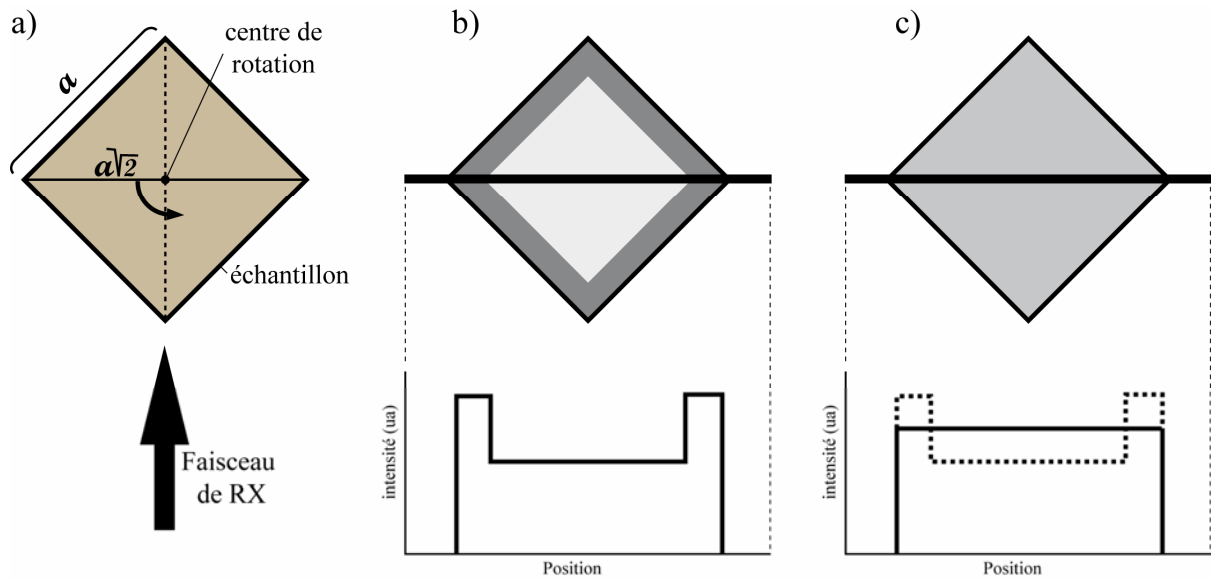 a)
a
centre de
rotation
a√2
échantillon
Faisceau
de RX
b)
intensité (ua)
Position
c)
intensité (ua)
Position